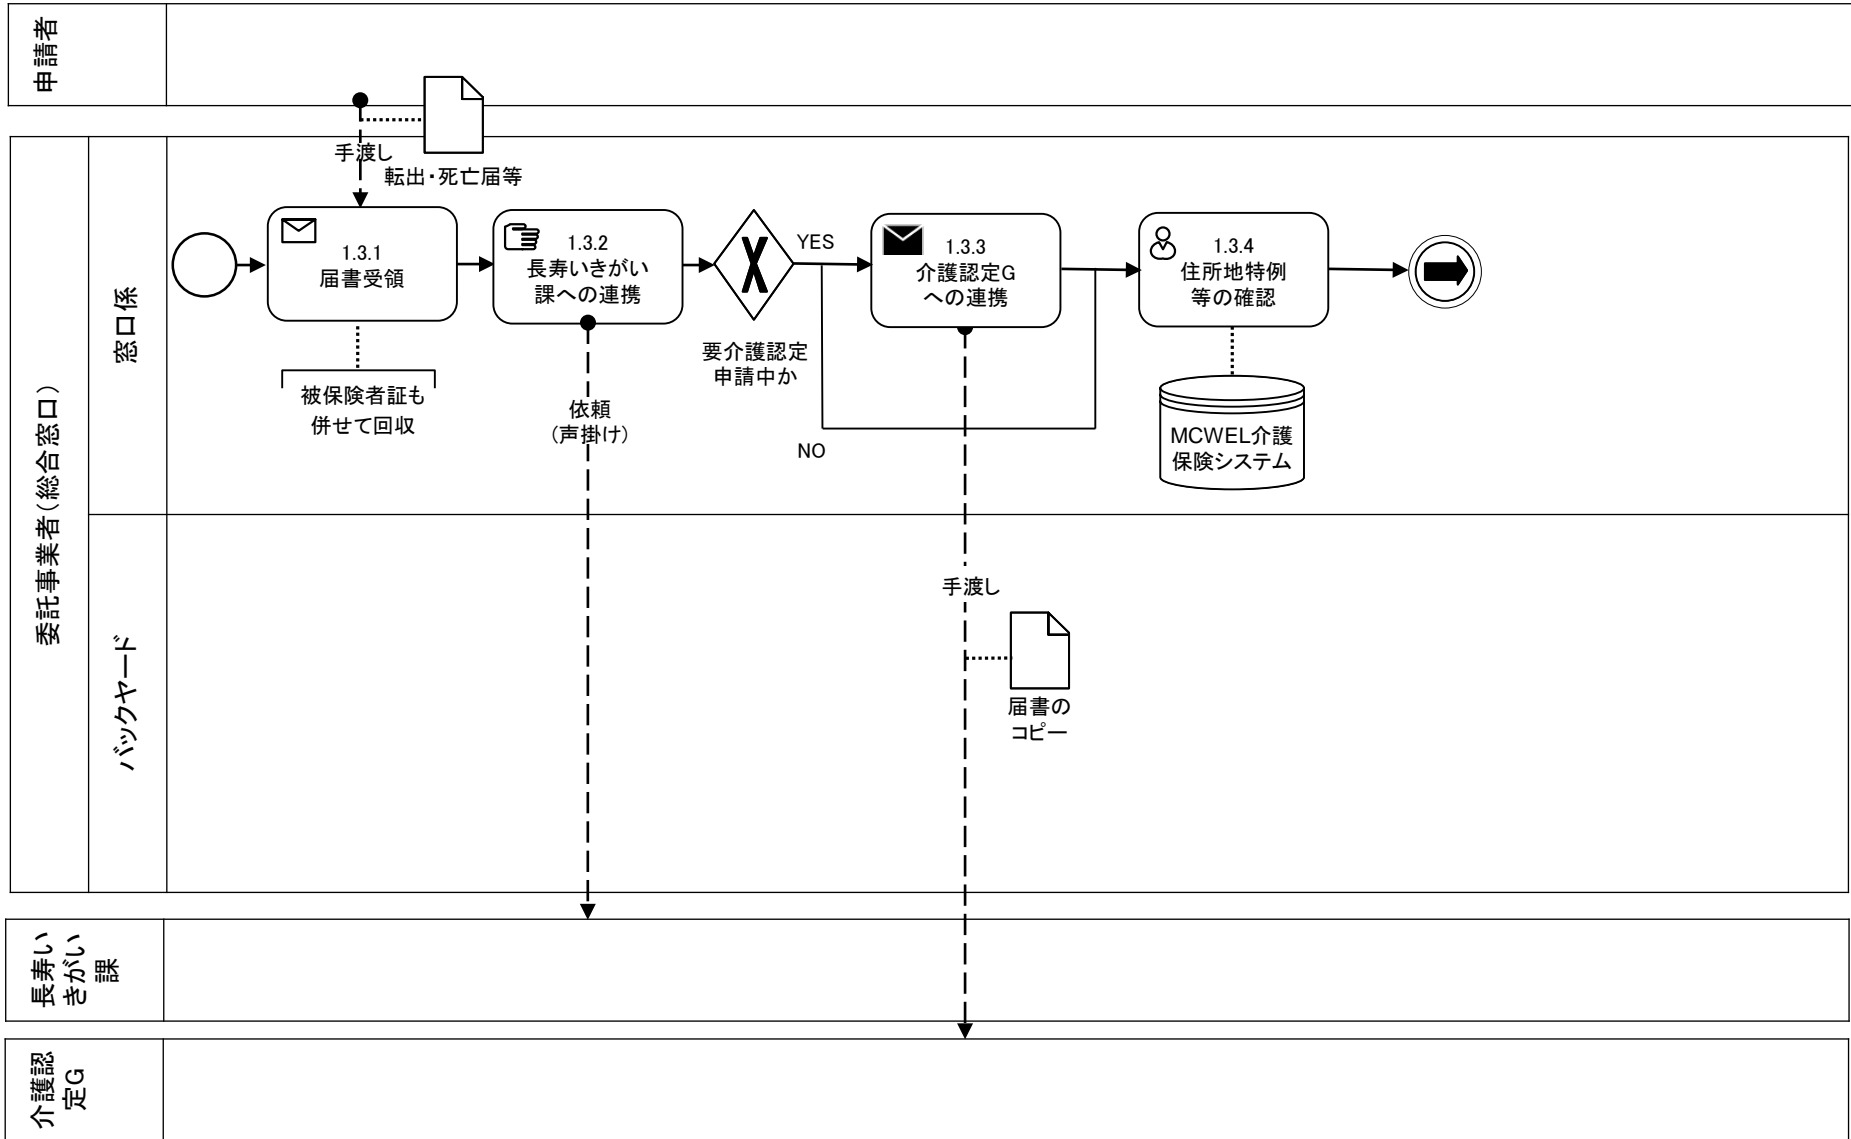 申請者
手渡し
転出・死亡届等
委託事業者(総合窓口)
窓口係
1.3.1
届書受領
1.3.2
長寿いきがい
課への連携
YES
1.3.3
介護認定G
への連携
1.3.4
住所地特例
等の確認
要介護認定
申請中か
被保険者証も
併せて回収
依頼
(声掛け)
NO
MCWEL介護
保険システム
バックヤード
手渡し
届書の
コピー
長寿い
きがい
課
介護認
定G